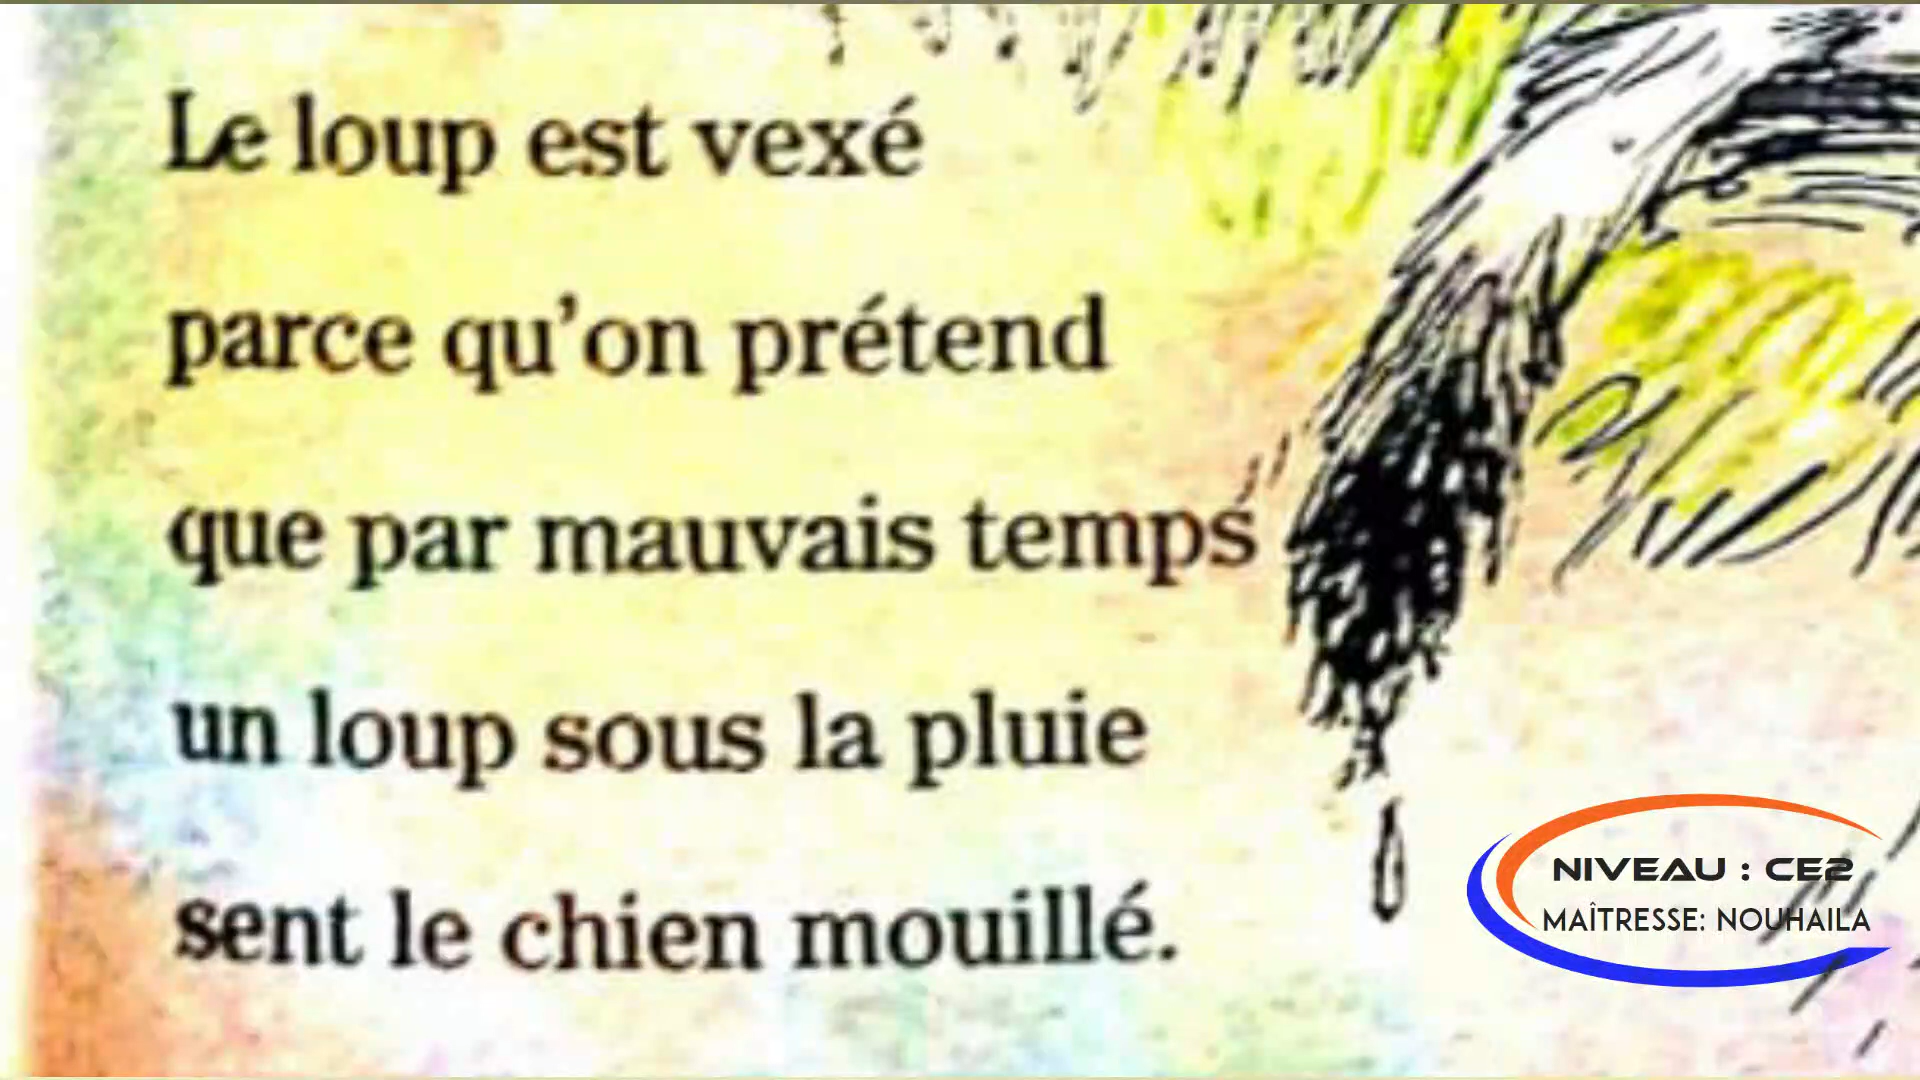 Le loup est vexé
parce qu'on prétend
que par mauvais temps
un loup sous la pluie
sent le chien mouillé.
NIVEAU : CE2
MAÎTRESSE: NOUHAILA